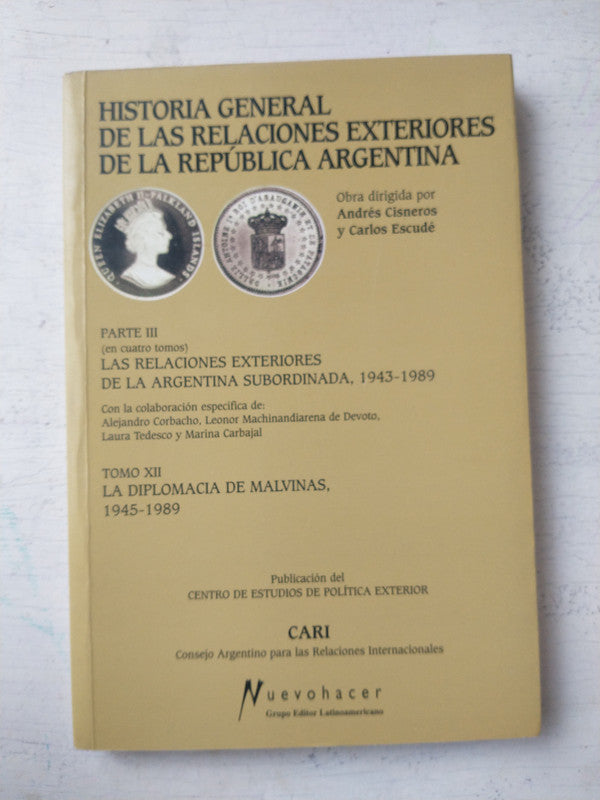 HISTORIA GENERAL
DE LAS RELACIONES EXTERIORES
DE LA REPÚBLICA ARGENTINA
QUEEN ELIZABETH II · FALKLAND ISLANDS ·
Obra dirigida por
Andrés Cisneros
y Carlos Escudé
PARTE III
(en cuatro tomos)
LAS RELACIONES EXTERIORES
DE LA ARGENTINA SUBORDINADA, 1943-1989
Con la colaboración específica de:
Alejandro Corbacho, Leonor Machinandiarena de Devoto,
Laura Tedesco y Marina Carbajal
TOMO XII
LA DIPLOMACIA DE MALVINAS,
1945-1989
Publicación del
CENTRO DE ESTUDIOS DE POLÍTICA EXTERIOR
CARI
Consejo Argentino para las Relaciones Internacionales
Nuevohacer
Grupo Editor Latinoamericano